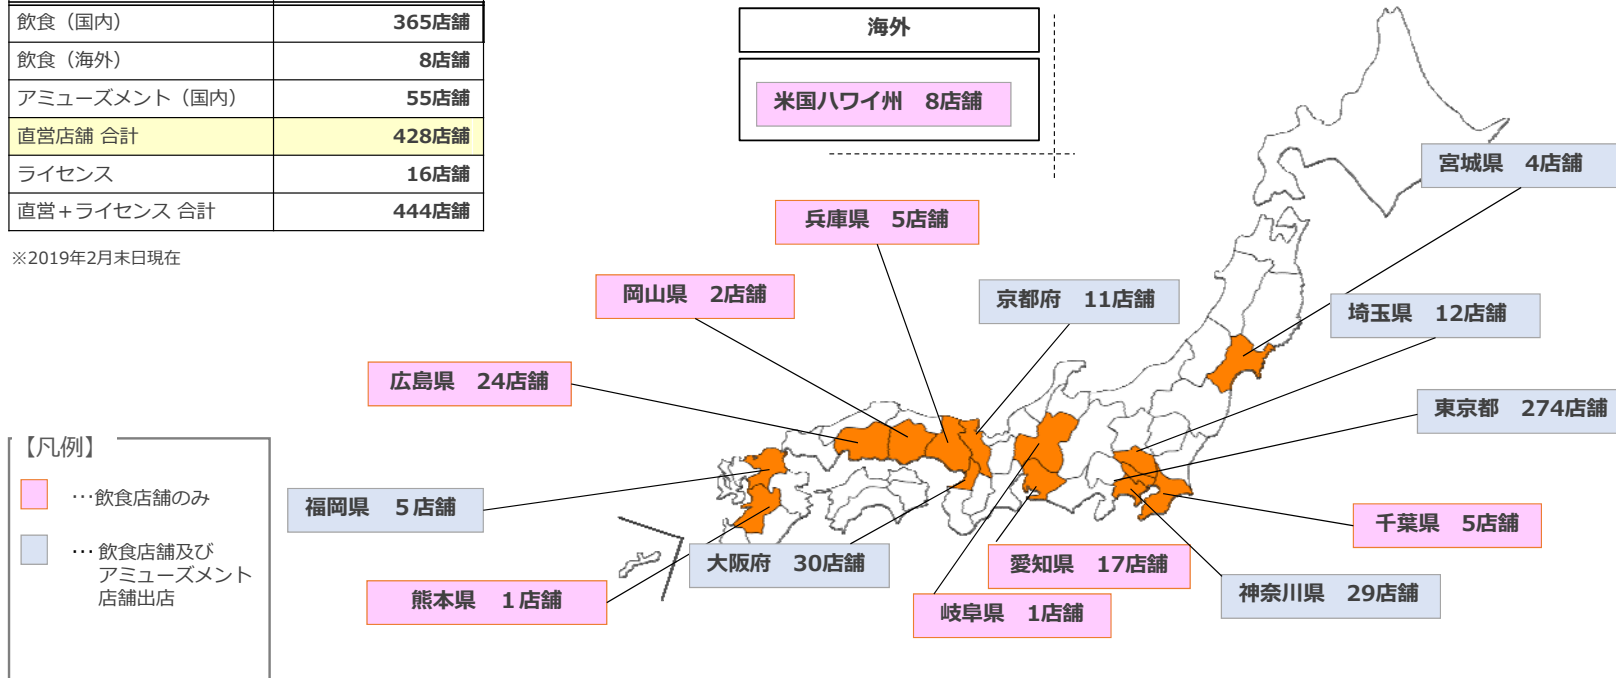 飲食（国内） 365店舗
飲食（海外） 8店舗
アミューズメント（国内） 55店舗
直営店舗 合計 428店舗
ライセンス 16店舗
直営＋ライセンス 合計 444店舗
※2019年2月末日現在
海外
米国ハワイ州 8店舗
宮城県 4店舗
兵庫県 5店舗
岡山県 2店舗
京都府 11店舗
埼玉県 12店舗
広島県 24店舗
東京都 274店舗
【凡例】
…飲食店舗のみ
…飲食店舗及び
アミューズメント
店舗出店
福岡県 5店舗
千葉県 5店舗
大阪府 30店舗
愛知県 17店舗
神奈川県 29店舗
熊本県 1店舗
岐阜県 1店舗